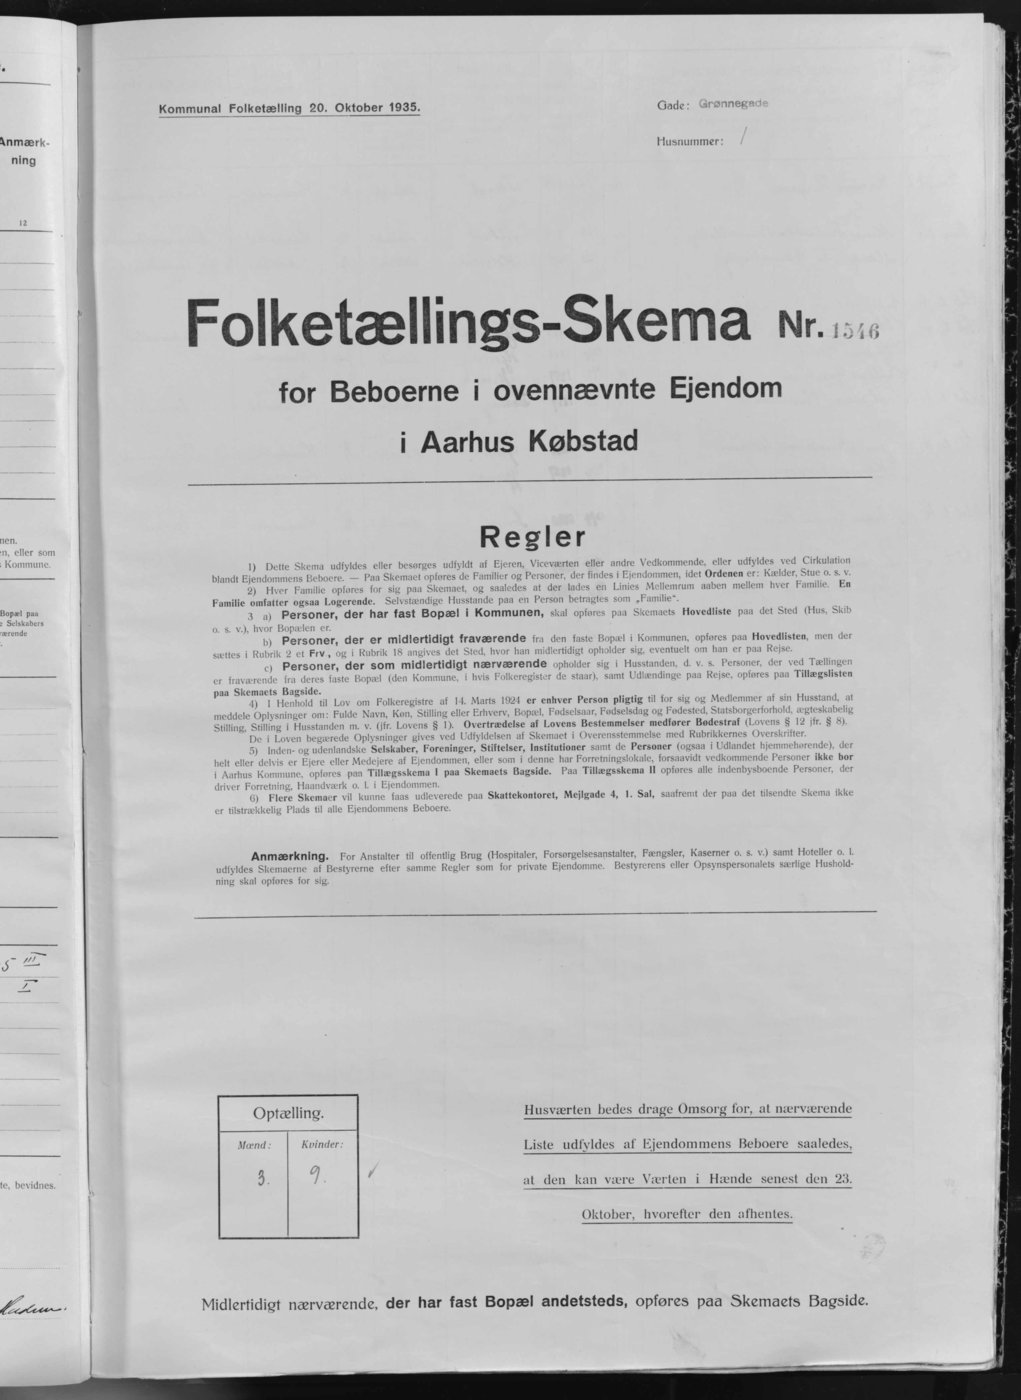 Anmærk-
ning
12
nen.
en, eller som
Kommune.
Bopæl paa
e Selskabers
værende
5 III
I
te, bevidnes.
Kommunal Folketælling 20. Oktober 1935.
Gade: Grønnegade
Husnummer: 1
Folketællings-Skema Nr. 1546
for Beboerne i ovennævnte Ejendom
i Aarhus Købstad
Regler
1) Dette Skema udfyldes eller besørges udfyldt af Ejeren, Viceværten eller andre Vedkommende, eller udfyldes ved Cirkulation
blandt Ejendommens Beboere. — Paa Skemaet opføres de Familier og Personer, der findes i Ejendommen, idet Ordenen er: Kælder, Stue o. s. v.
2) Hver Familie opføres for sig paa Skemaet, og saaledes at der lades en Linies Mellemrum aaben mellem hver Familie. En
Familie omfatter ogsaa Logerende. Selvstændige Husstande paa en Person betragtes som „Familie“.
3 a) Personer, der har fast Bopæl i Kommunen, skal opføres paa Skemaets Hovedliste paa det Sted (Hus, Skib
o. s. v.), hvor Bopælen er.
b) Personer, der er midlertidigt fraværende fra den faste Bopæl i Kommunen, opføres paa Hovedlisten, men der
sættes i Rubrik 2 et Frv., og i Rubrik 18 angives det Sted, hvor han midlertidigt opholder sig, eventuelt om han er paa Rejse.
c) Personer, der som midlertidigt nærværende opholder sig i Husstanden, d. v. s. Personer, der ved Tællingen
er fraværende fra deres faste Bopæl (den Kommune, i hvis Folkeregister de staar), samt Udlændinge paa Rejse, opføres paa Tillægslisten
paa Skemaets Bagside.
4) I Henhold til Lov om Folkeregistre af 14. Marts 1924 er enhver Person pligtig til for sig og Medlemmer af sin Husstand, at
meddele Oplysninger om: Fulde Navn, Køn, Stilling eller Erhverv, Bopæl, Fødselsaar, Fødselsdag og Fødested, Statsborgerforhold, ægteskabelig
Stilling, Stilling i Husstanden m. v. (jfr. Lovens § 1). Overtrædelse af Lovens Bestemmelser medfører Bødestraf (Lovens § 12 jfr. § 8).
De i Loven begærede Oplysninger gives ved Udfyldelsen af Skemaet i Overensstemmelse med Rubrikkernes Overskrifter.
5) Inden- og udenlandske Selskaber, Foreninger, Stiftelser, Institutioner samt de Personer (ogsaa i Udlandet hjemmehørende), der
helt eller delvis er Ejere eller Medejere af Ejendommen, eller som i denne har Forretningslokale, forsaavidt vedkommende Personer ikke bor
i Aarhus Kommune, opføres paa Tillægsskema I paa Skemaets Bagside. Paa Tillægsskema II opføres alle indenbysboende Personer, der
driver Forretning, Haandværk o. l. i Ejendommen.
6) Flere Skemaer vil kunne faas udleverede paa Skattekontoret, Mejlgade 4, 1. Sal, saafremt der paa det tilsendte Skema ikke
er tilstrækkelig Plads til alle Ejendommens Beboere.
Anmærkning. For Anstalter til offentlig Brug (Hospitaler, Forsørgelsesanstalter, Fængsler, Kaserner o. s. v.) samt Hoteller o. l.
udfyldes Skemaerne af Bestyrerne efter samme Regler som for private Ejendomme. Bestyrerens eller Opsynspersonalets særlige Hushold-
ning skal opføres for sig.
Optælling.
Mænd: Kvinder:
3. 9.
Husværten bedes drage Omsorg for, at nærværende
Liste udfyldes af Ejendommens Beboere saaledes,
at den kan være Værten i Hænde senest den 23.
Oktober, hvorefter den afhentes.
Midlertidigt nærværende, der har fast Bopæl andetsteds, opføres paa Skemaets Bagside.